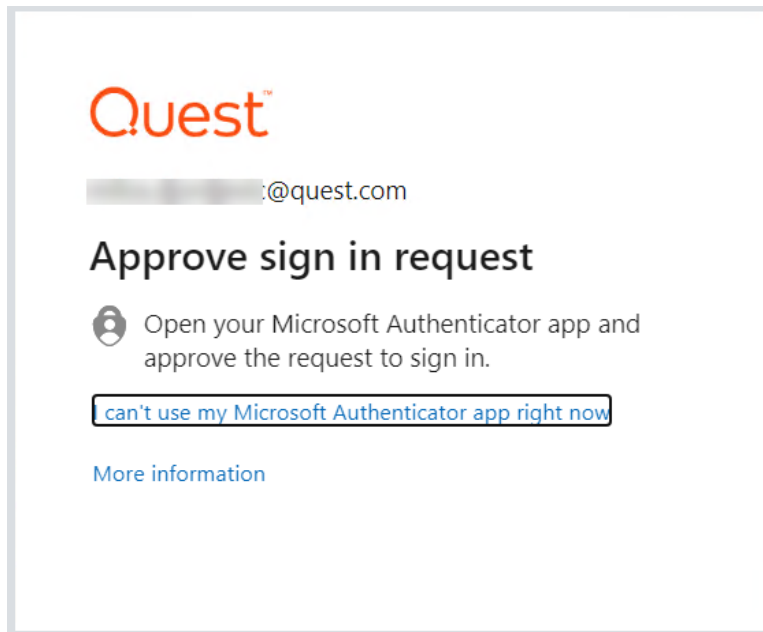 Quest™
:@quest.com
Approve sign in request
Open your Microsoft Authenticator app and
approve the request to sign in.
I can't use my Microsoft Authenticator app right now
More information